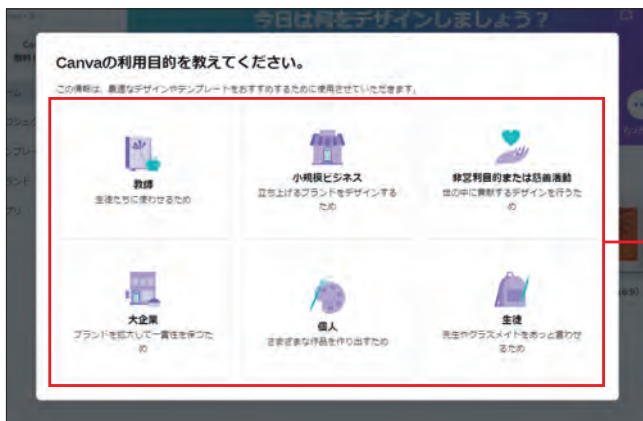 今日は何をデザインしましょう？
Canvaの利用目的を教えてください。
この情報は、最適なデザインやテンプレートをおすすめするために使用させていただきます。
教師
生徒たちに使わせるため
小規模ビジネス
立ち上げるブランドをデザインする
ため
非営利目的または慈善活動
世の中に貢献するデザインを行うた
め
大企業
ブランドを拡大して一貫性を保つた
め
個人
さまざまな作品を作り出すため
生徒
先生やクラスメイトをあっと言わせ
るため